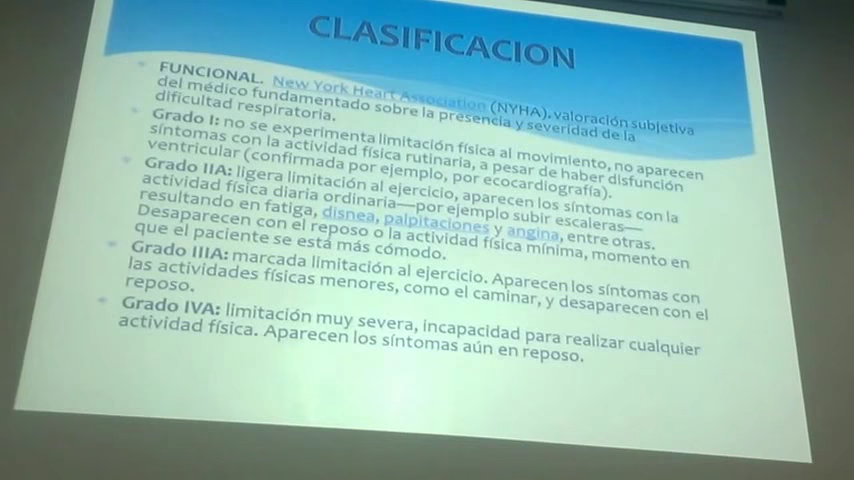 CLASIFICACION
FUNCIONAL. New York Heart Association (NYHA). valoración subjetiva
del médico fundamentado sobre la presencia y severidad de la
dificultad respiratoria.
Grado I: no se experimenta limitación física al movimiento, no aparecen
síntomas con la actividad física rutinaria, a pesar de haber disfunción
ventricular (confirmada por ejemplo, por ecocardiografía).
Grado IIA: ligera limitación al ejercicio, aparecen los síntomas con la
actividad física diaria ordinaria—por ejemplo subir escaleras—
resultando en fatiga, disnea, palpitaciones y angina, entre otras.
Desaparecen con el reposo o la actividad física mínima, momento en
que el paciente se está más cómodo.
Grado IIIA: marcada limitación al ejercicio. Aparecen los síntomas con
las actividades físicas menores, como el caminar, y desaparecen con el
reposo.
Grado IVA: limitación muy severa, incapacidad para realizar cualquier
actividad física. Aparecen los síntomas aún en reposo.